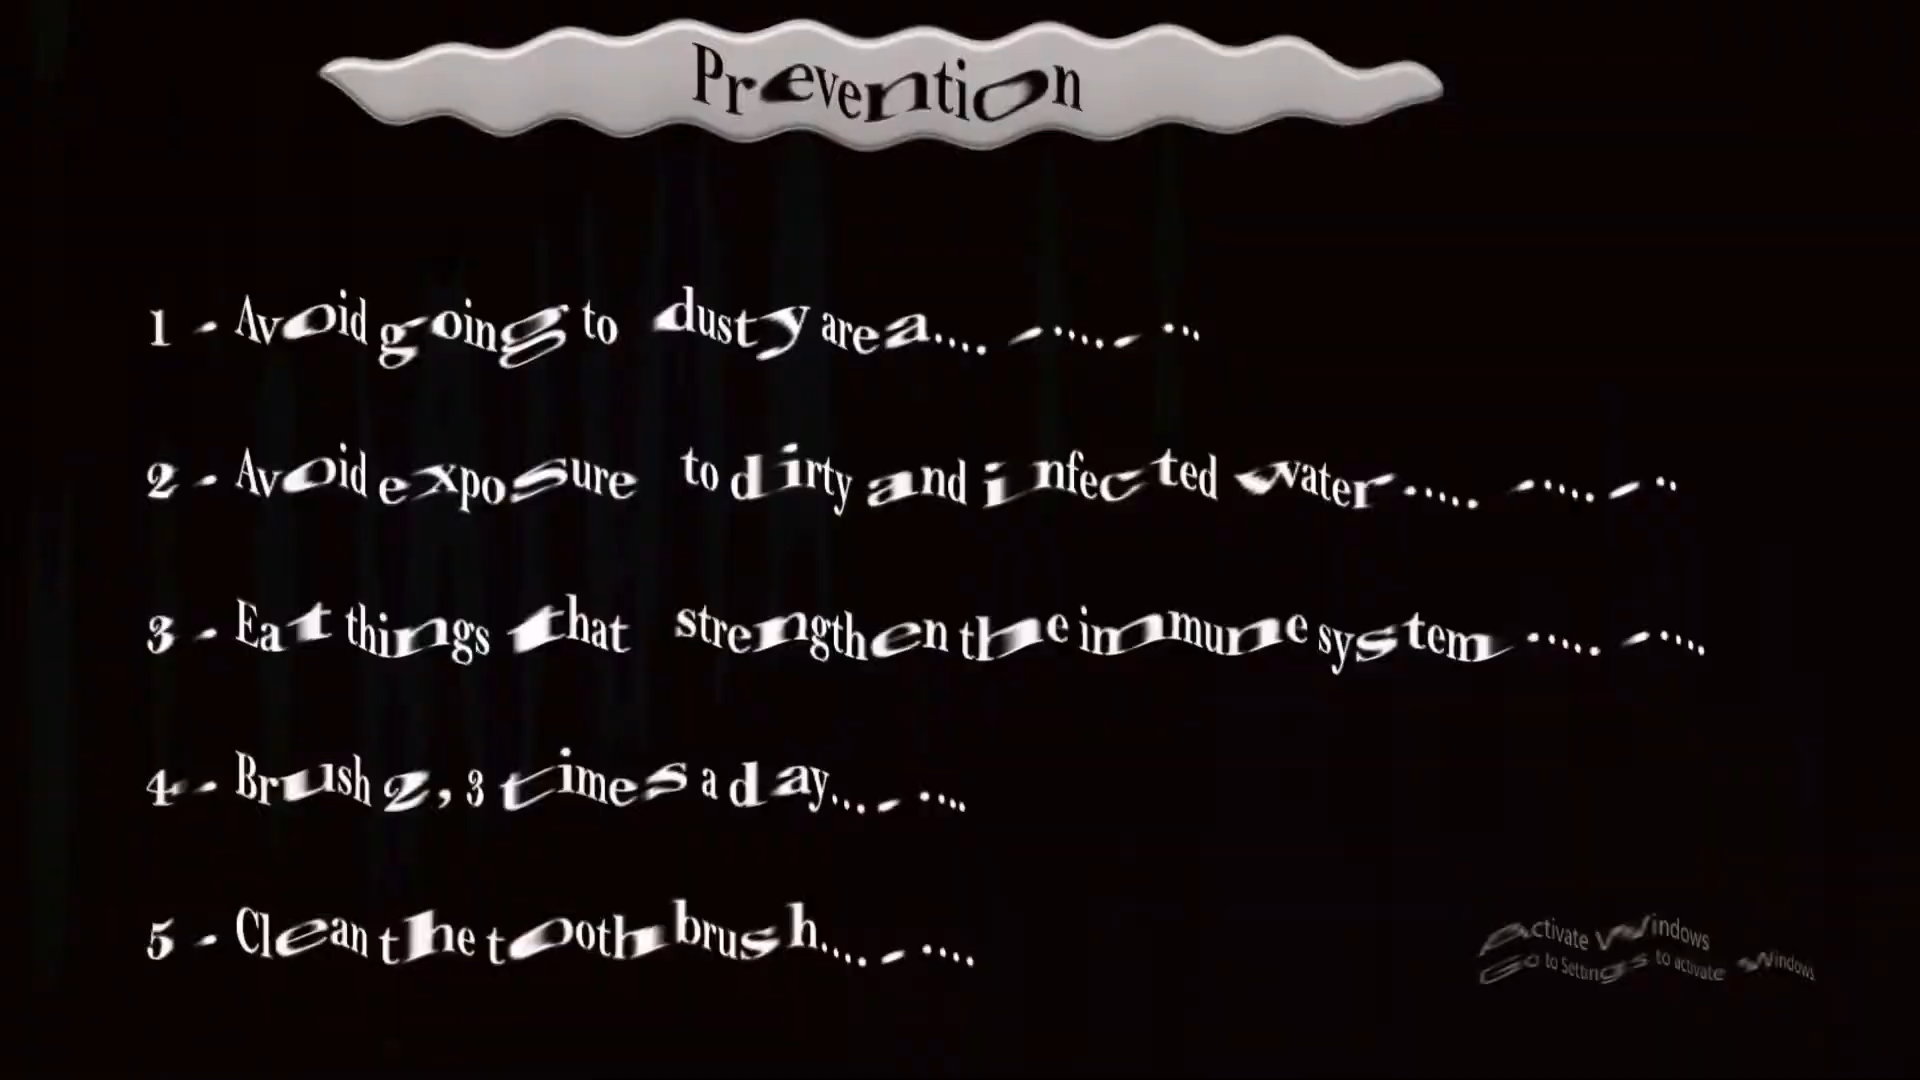 Prevention
1 - Avoid going to dusty area.... - ..... - ...
2 - Avoid exposure to dirty and infected water ..... - .... - ..
3 - Eat things that strengthen the immune system ..... - ....
4 - Brush 2, 3 times a day... - ....
5 - Clean the tooth brush.... - ....
Activate Windows
Go to Settings to activate Windows.